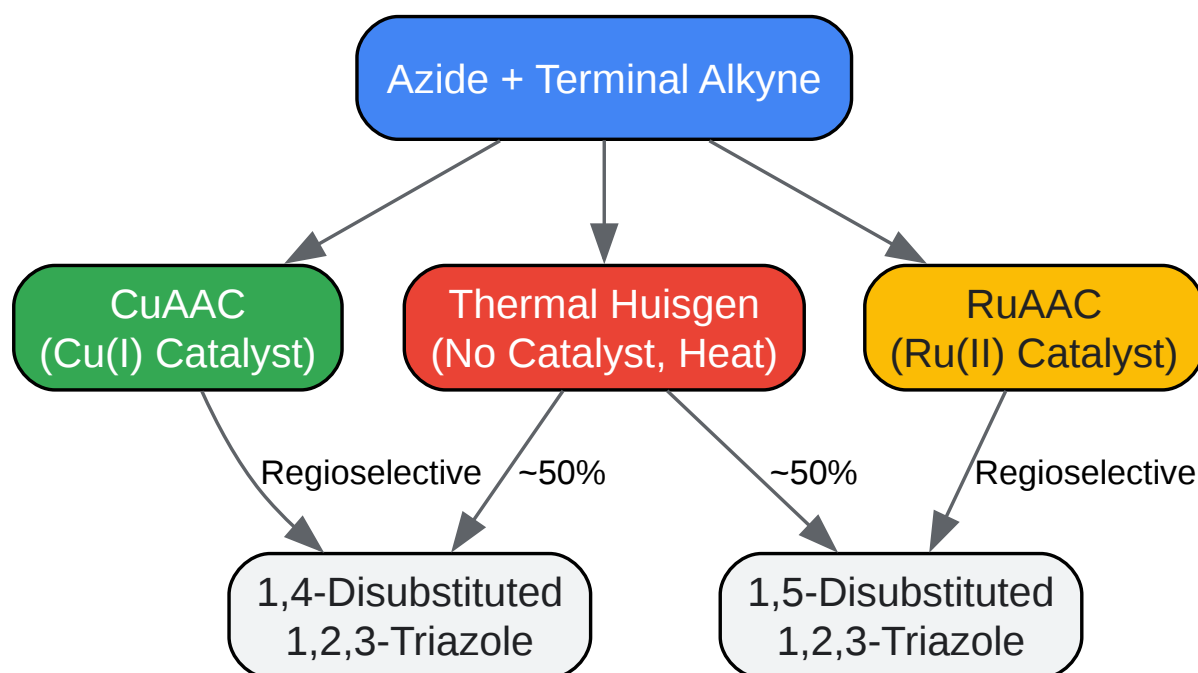 Azide + Terminal Alkyne
CuAAC
(Cu(I) Catalyst)
Thermal Huisgen
(No Catalyst, Heat)
RuAAC
(Ru(II) Catalyst)
Regioselective
~50%
~50%
Regioselective
1,4-Disubstituted
1,2,3-Triazole
1,5-Disubstituted
1,2,3-Triazole